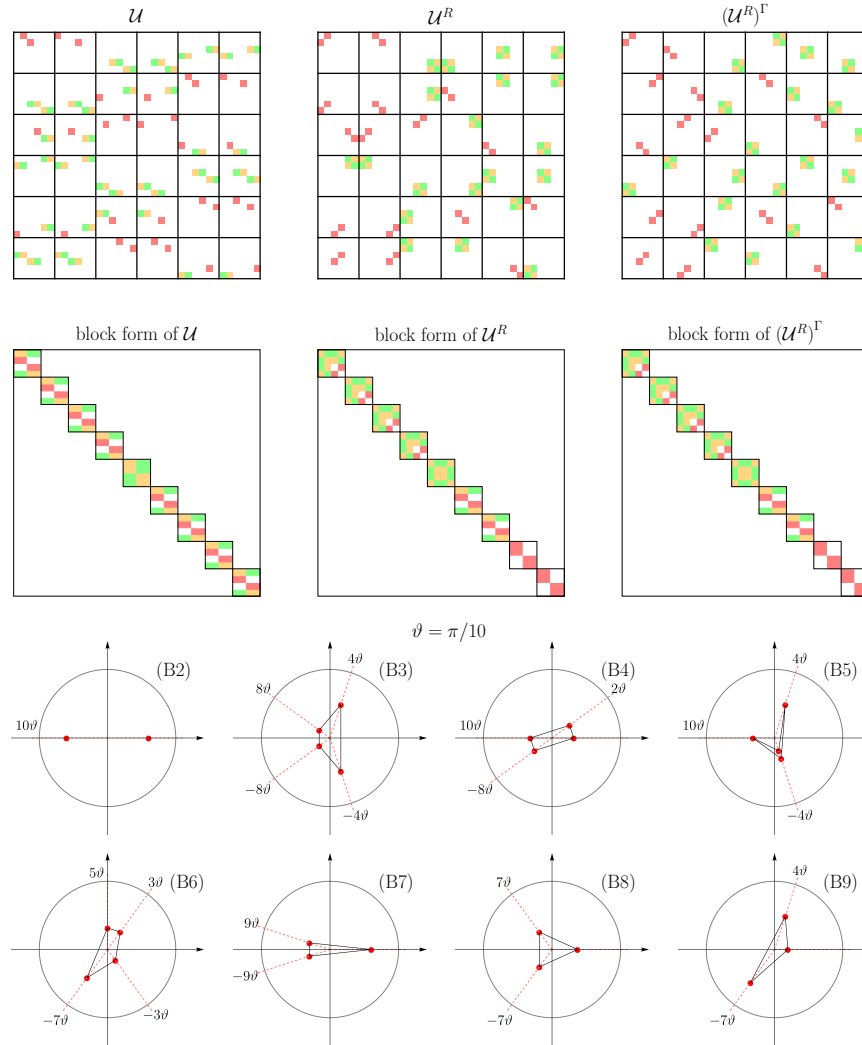 𝒰
𝒰^R
(𝒰^R)^Γ
block form of 𝒰
block form of 𝒰^R
block form of (𝒰^R)^Γ
ϑ = π/10
(B2)
10ϑ
(B3)
4ϑ
8ϑ
−8ϑ
−4ϑ
(B4)
2ϑ
10ϑ
−8ϑ
(B5)
4ϑ
10ϑ
−4ϑ
(B6)
5ϑ
3ϑ
−7ϑ
−3ϑ
(B7)
9ϑ
−9ϑ
(B8)
7ϑ
−7ϑ
(B9)
4ϑ
−7ϑ